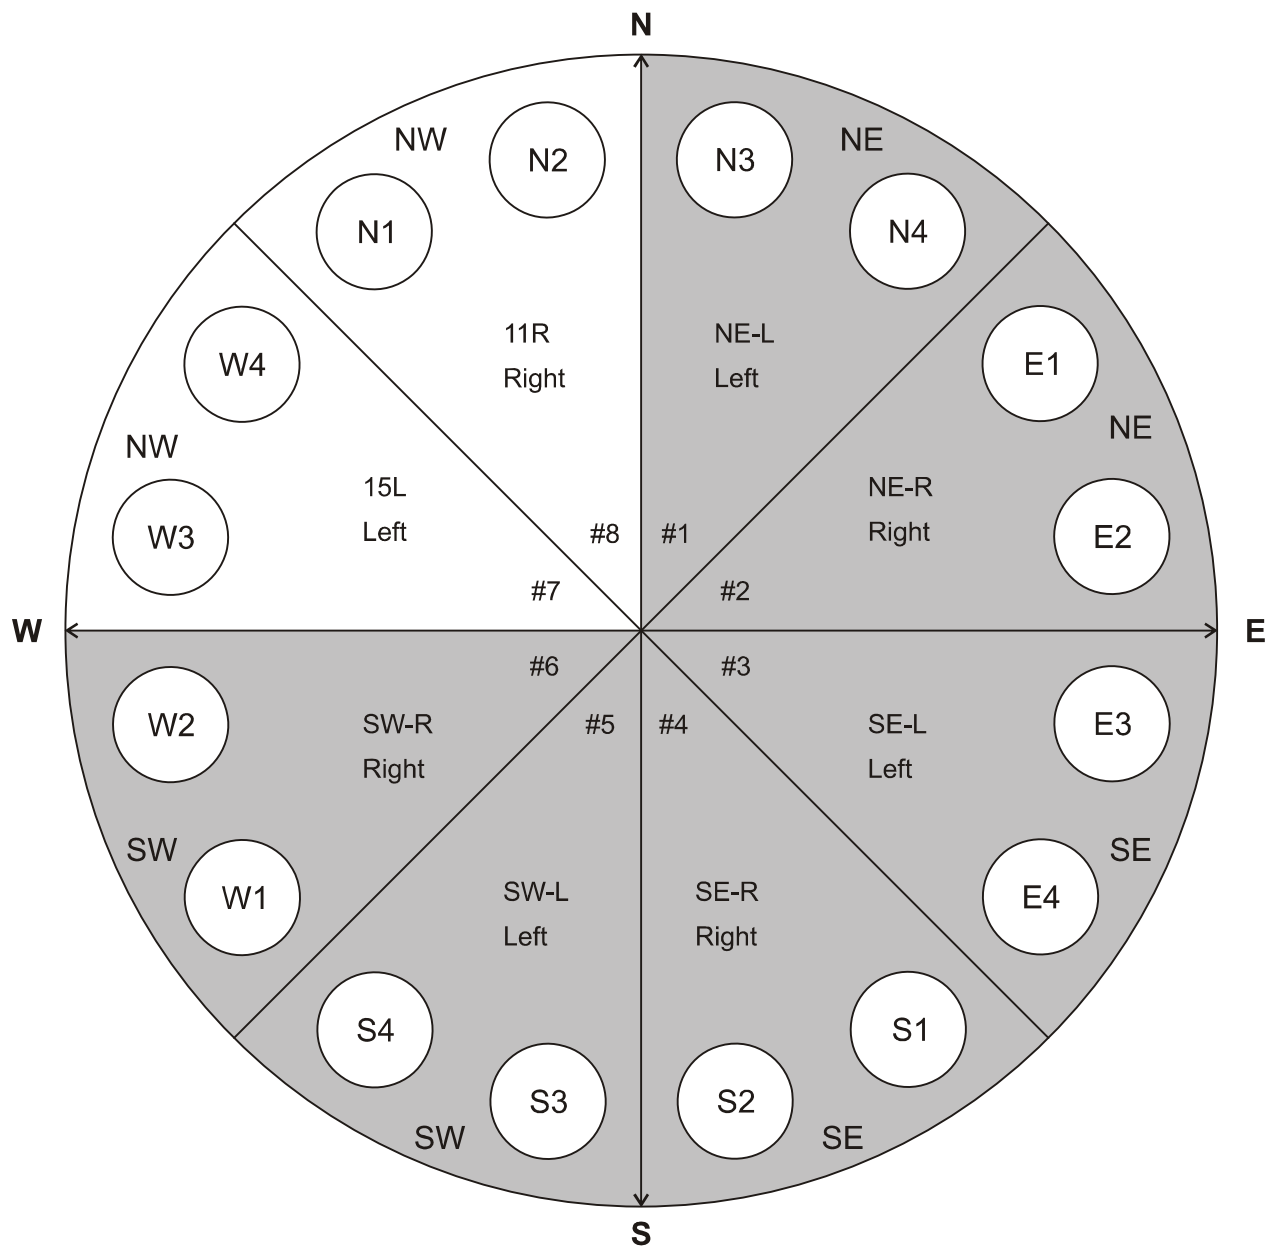 N
NW
N2
N3
NE
N1
N4
11R
Right
NE-L
Left
W4
E1
NW
NE
15L
Left
NE-R
Right
W3
E2
#8
#1
#7
#2
W
E
#6
#3
#5
#4
W2
SW-R
Right
SE-L
Left
E3
SW
SE
W1
SW-L
Left
SE-R
Right
E4
S4
S1
S3
S2
SW
SE
S